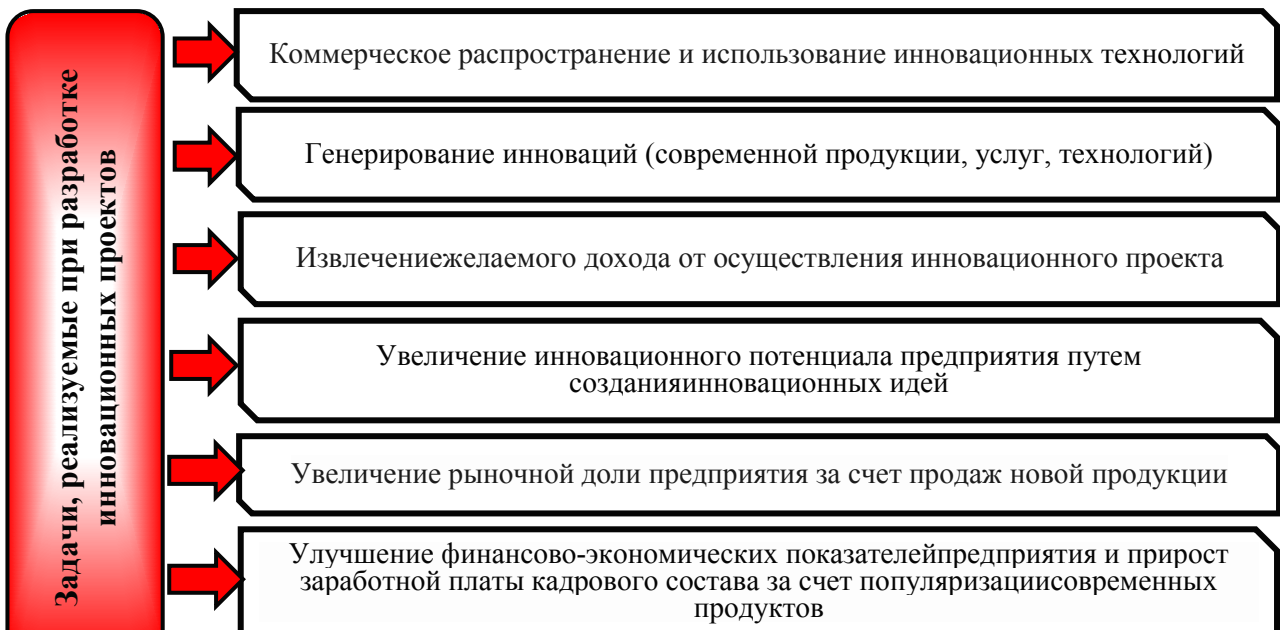 Задачи, реализуемые при разработке
инновационных проектов
Коммерческое распространение и использование инновационных технологий
Генерирование инноваций (современной продукции, услуг, технологий)
Извлечениежелаемого дохода от осуществления инновационного проекта
Увеличение инновационного потенциала предприятия путем
созданияинновационных идей
Увеличение рыночной доли предприятия за счет продаж новой продукции
Улучшение финансово-экономических показателейпредприятия и прирост
заработной платы кадрового состава за счет популяризациисовременных
продуктов